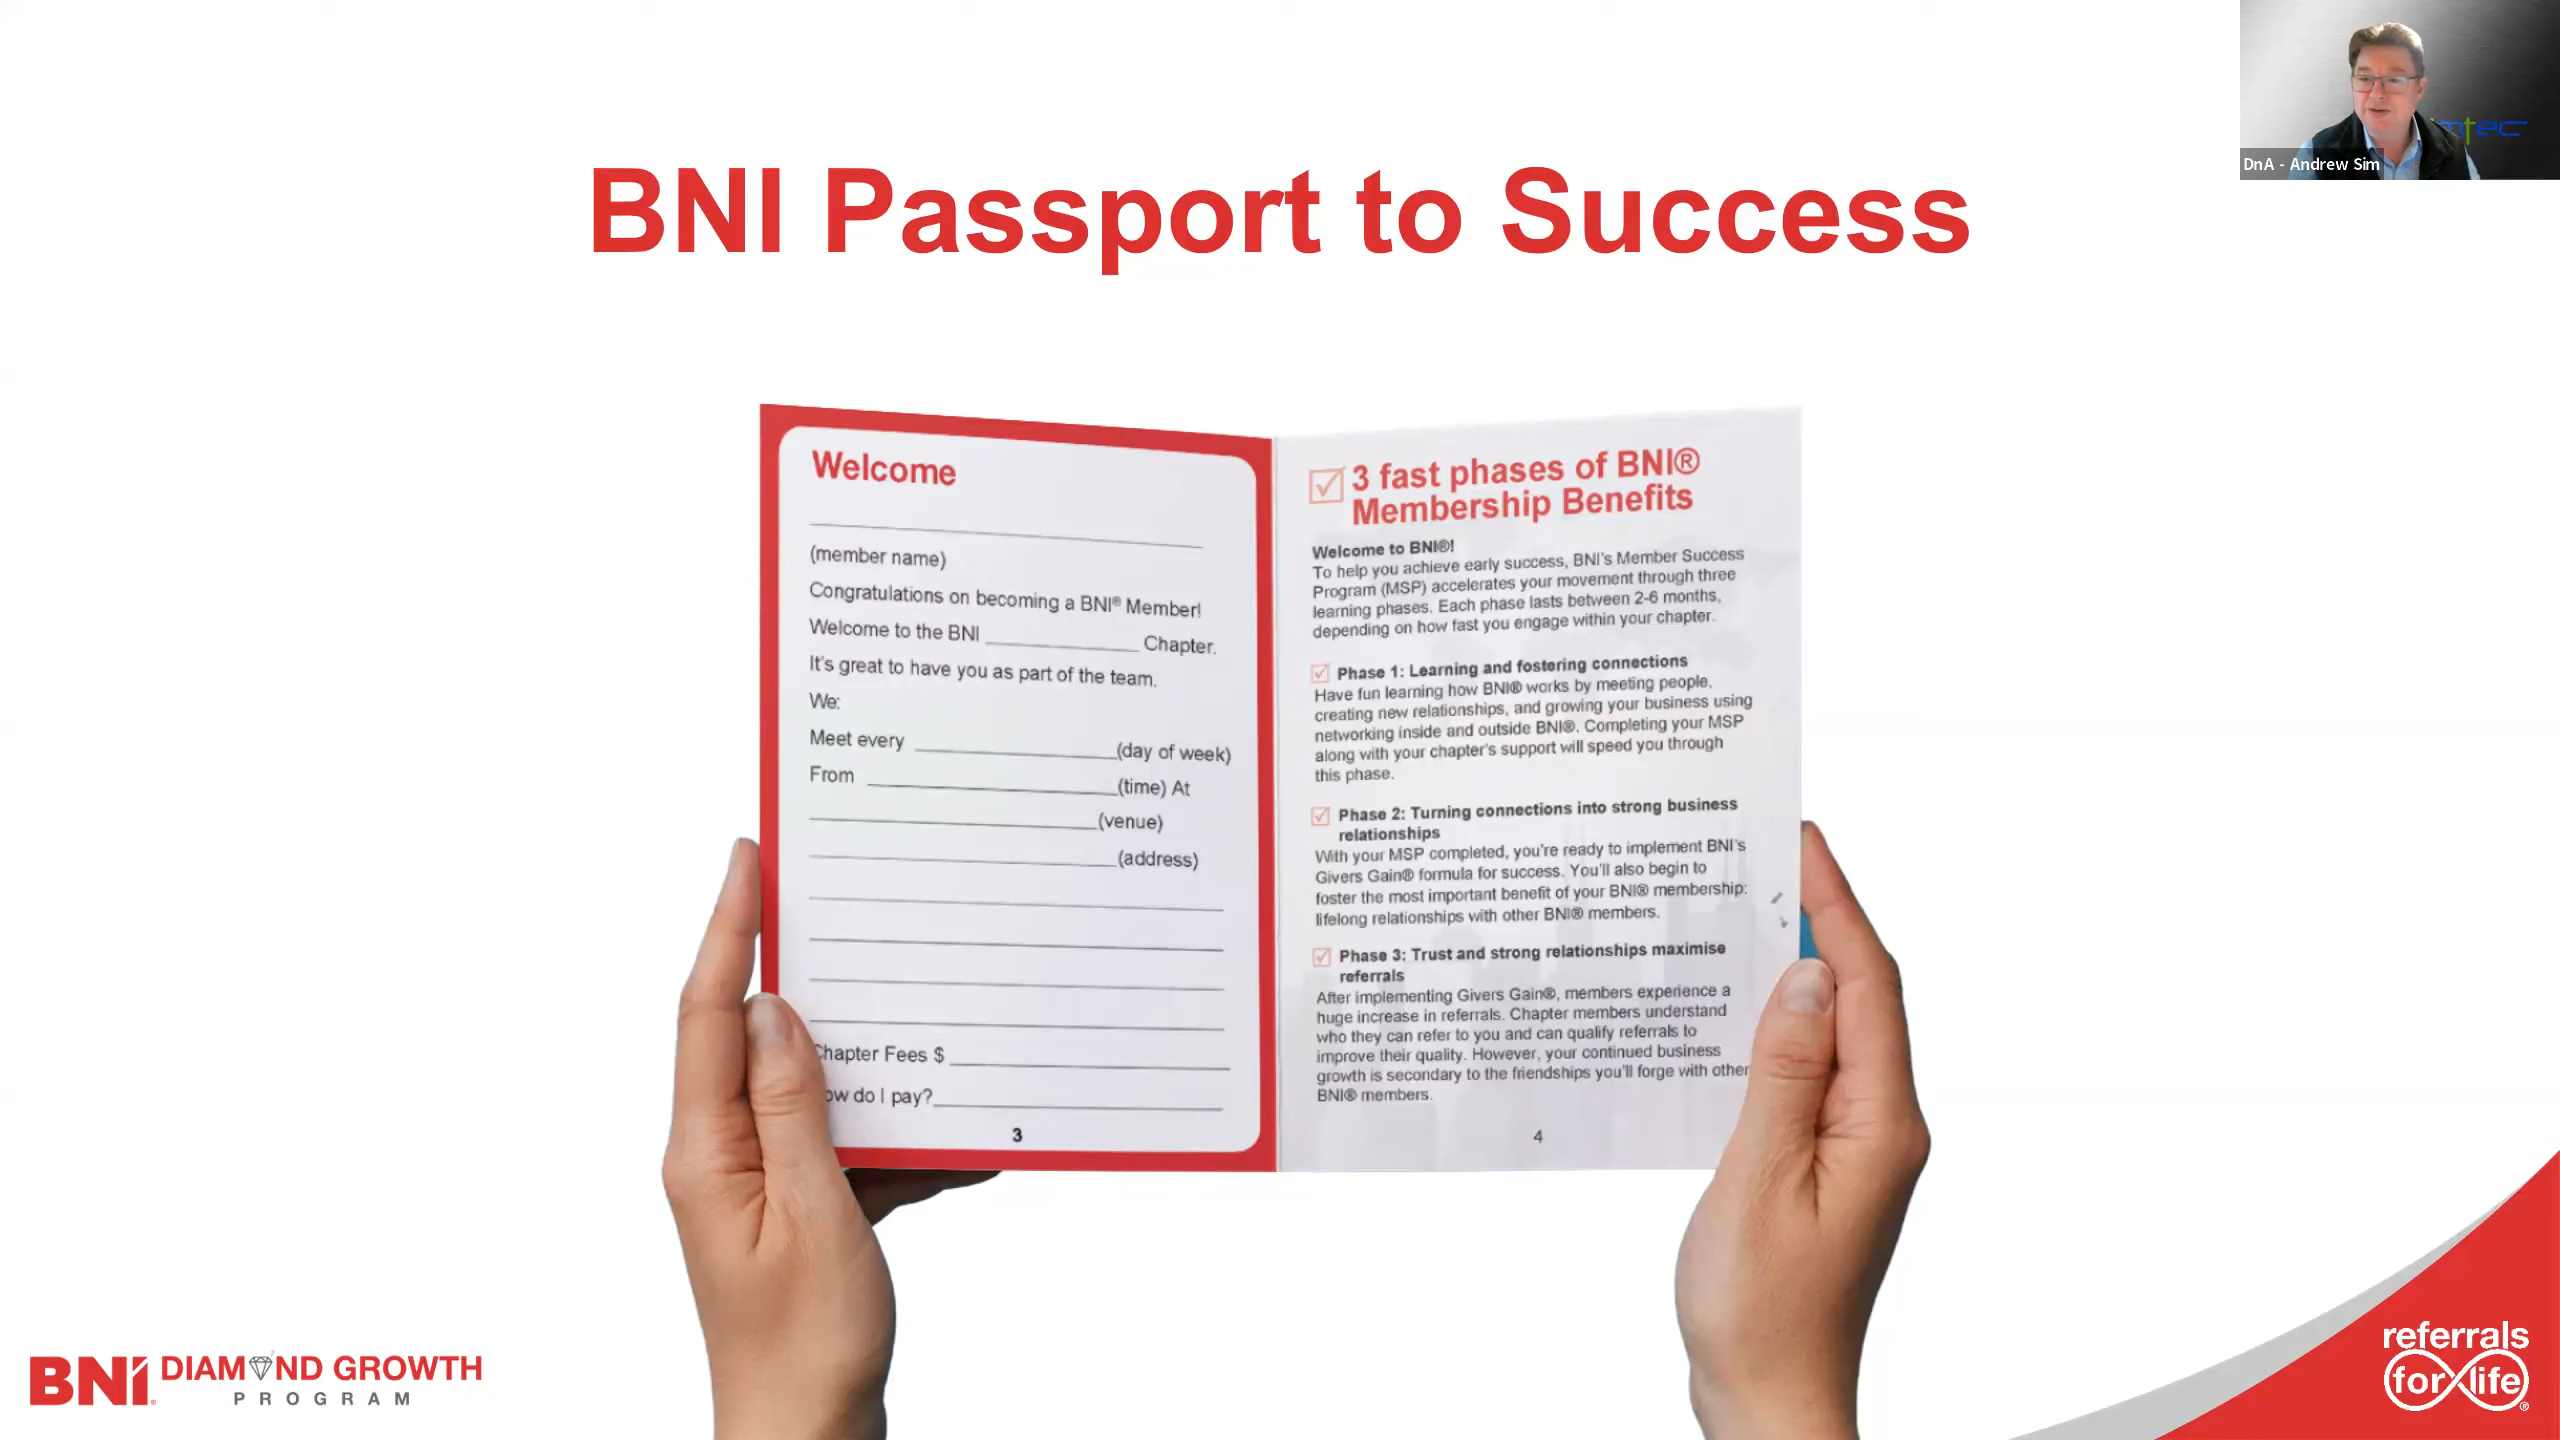 BNI Passport to Success
DnA - Andrew Sim
Welcome
(member name)
Congratulations on becoming a BNI® Member!
Welcome to the BNI ______________ Chapter.
It's great to have you as part of the team.
We:
Meet every __________________(day of week)
From ______________________(time) At
__________________________(venue)
____________________________(address)
Chapter Fees $ __________________________
ow do I pay?__________________________
3
3 fast phases of BNI®
Membership Benefits
Welcome to BNI®!
To help you achieve early success, BNI's Member Success
Program (MSP) accelerates your movement through three
learning phases. Each phase lasts between 2-6 months,
depending on how fast you engage within your chapter.
Phase 1: Learning and fostering connections
Have fun learning how BNI® works by meeting people,
creating new relationships, and growing your business using
networking inside and outside BNI®. Completing your MSP
along with your chapter's support will speed you through
this phase.
Phase 2: Turning connections into strong business
relationships
With your MSP completed, you're ready to implement BNI's
Givers Gain® formula for success. You'll also begin to
foster the most important benefit of your BNI® membership:
lifelong relationships with other BNI® members.
Phase 3: Trust and strong relationships maximise
referrals
After implementing Givers Gain®, members experience a
huge increase in referrals. Chapter members understand
who they can refer to you and can qualify referrals to
improve their quality. However, your continued business
growth is secondary to the friendships you'll forge with other
BNI® members.
4
BNI® DIAMOND GROWTH
PROGRAM
referrals
for life®